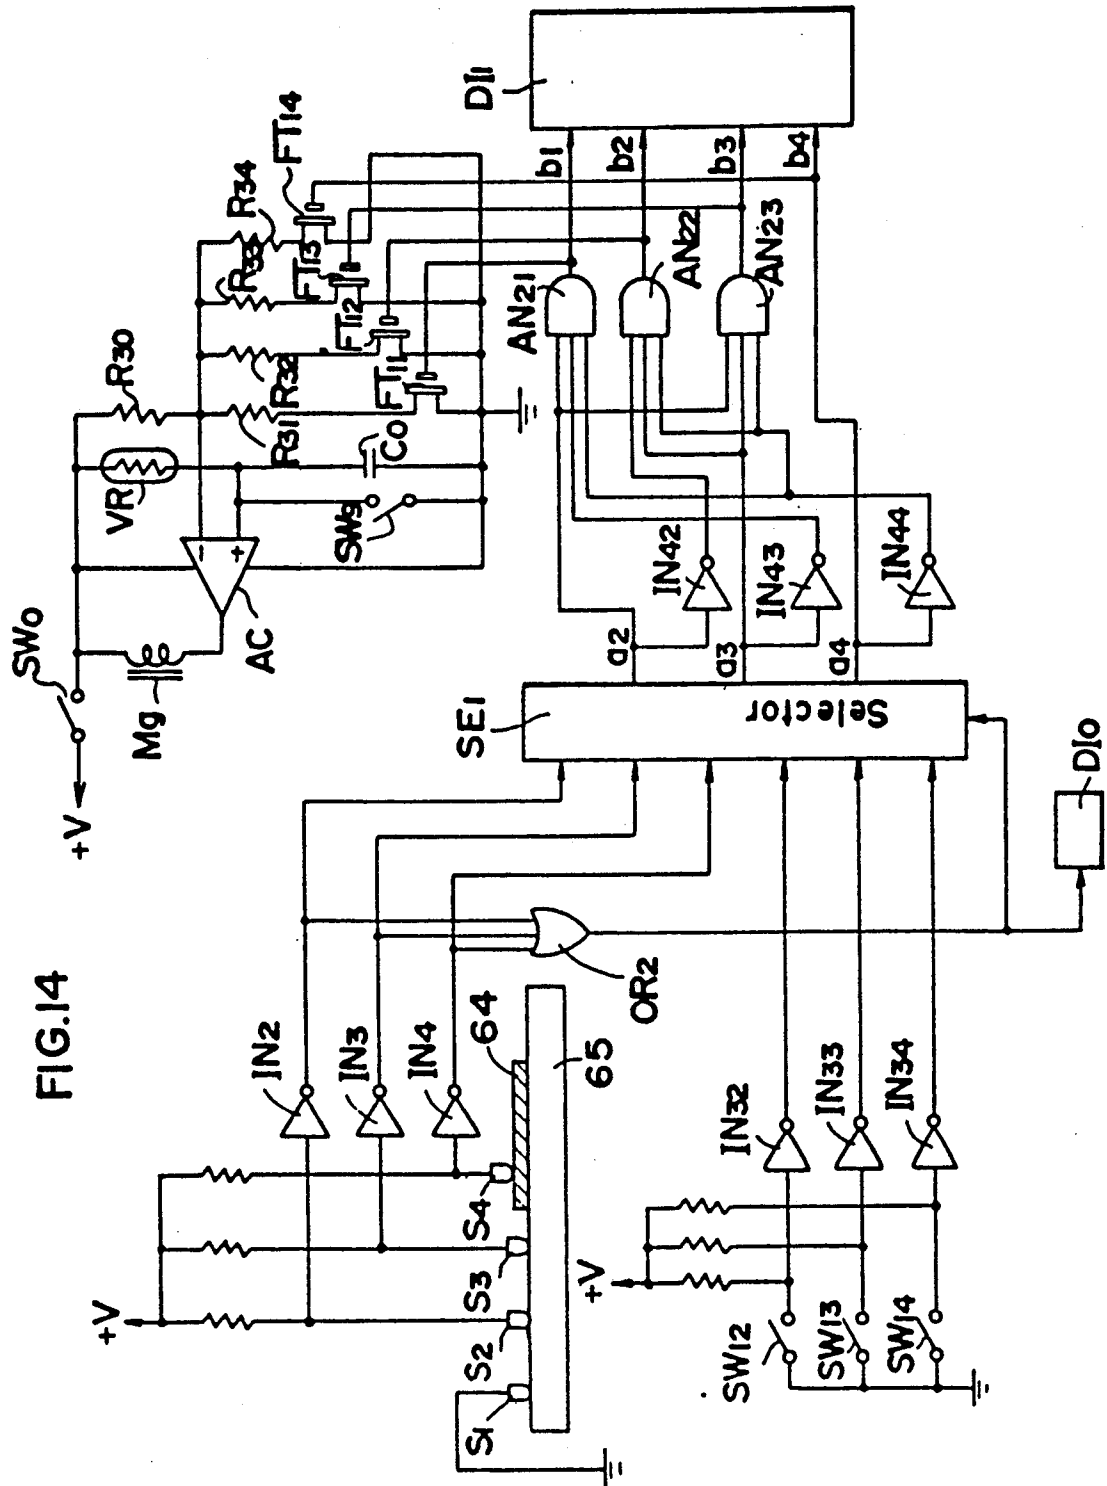 FIG.14
+V
IN2
IN3
IN4
64
65
S1
S2
S3
S4
OR2
+V
SW12
SW13
SW14
IN32
IN33
IN34
DI0
SE1
Selector
a2
a3
a4
IN42
IN43
IN44
AN21
AN22
AN23
b1
b2
b3
b4
DI1
+V
SW0
Mg
AC
-
+
VR
SW9
C0
R30
R31
R32
R33
R34
FT11
FT12
FT13
FT14